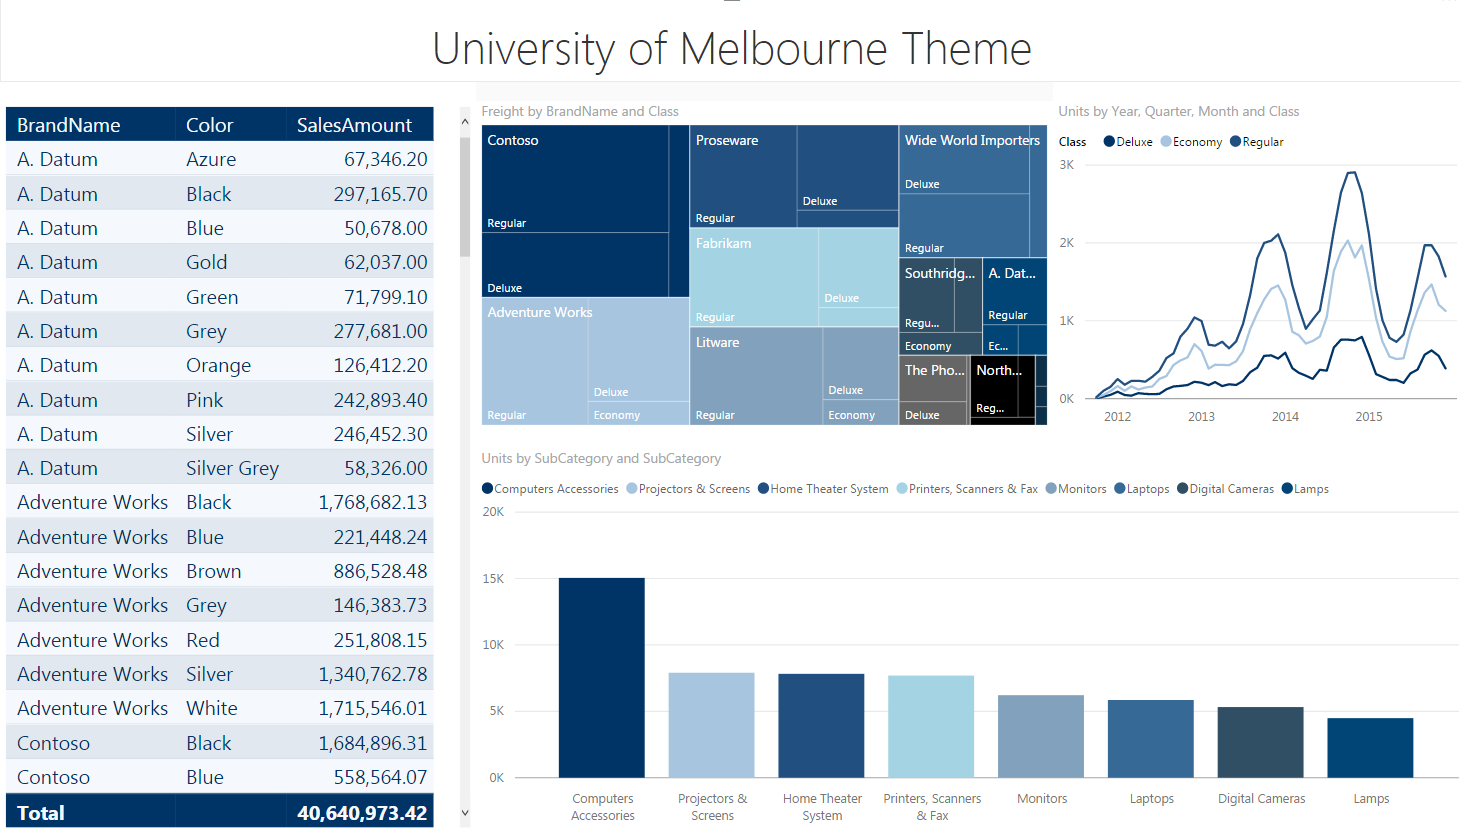 University of Melbourne Theme
BrandName Color SalesAmount
A. Datum Azure 67,346.20
A. Datum Black 297,165.70
A. Datum Blue 50,678.00
A. Datum Gold 62,037.00
A. Datum Green 71,799.10
A. Datum Grey 277,681.00
A. Datum Orange 126,412.20
A. Datum Pink 242,893.40
A. Datum Silver 246,452.30
A. Datum Silver Grey 58,326.00
Adventure Works Black 1,768,682.13
Adventure Works Blue 221,448.24
Adventure Works Brown 886,528.48
Adventure Works Grey 146,383.73
Adventure Works Red 251,808.15
Adventure Works Silver 1,340,762.78
Adventure Works White 1,715,546.01
Contoso Black 1,684,896.31
Contoso Blue 558,564.07
Total 40,640,973.42
Freight by BrandName and Class
Contoso
Regular
Deluxe
Adventure Works
Regular
Deluxe
Economy
Proseware
Regular
Deluxe
Fabrikam
Regular
Deluxe
Litware
Regular
Deluxe
Economy
Wide World Importers
Deluxe
Regular
Southridg...
Regu...
Economy
A. Dat...
Regular
Ec...
The Pho...
Deluxe
North...
Reg...
Units by Year, Quarter, Month and Class
Class Deluxe Economy Regular
3K
2K
1K
0K
2012 2013 2014 2015
Units by SubCategory and SubCategory
Computers Accessories Projectors & Screens Home Theater System Printers, Scanners & Fax Monitors Laptops Digital Cameras Lamps
20K
15K
10K
5K
0K
Computers Accessories
Projectors & Screens
Home Theater System
Printers, Scanners & Fax
Monitors
Laptops
Digital Cameras
Lamps